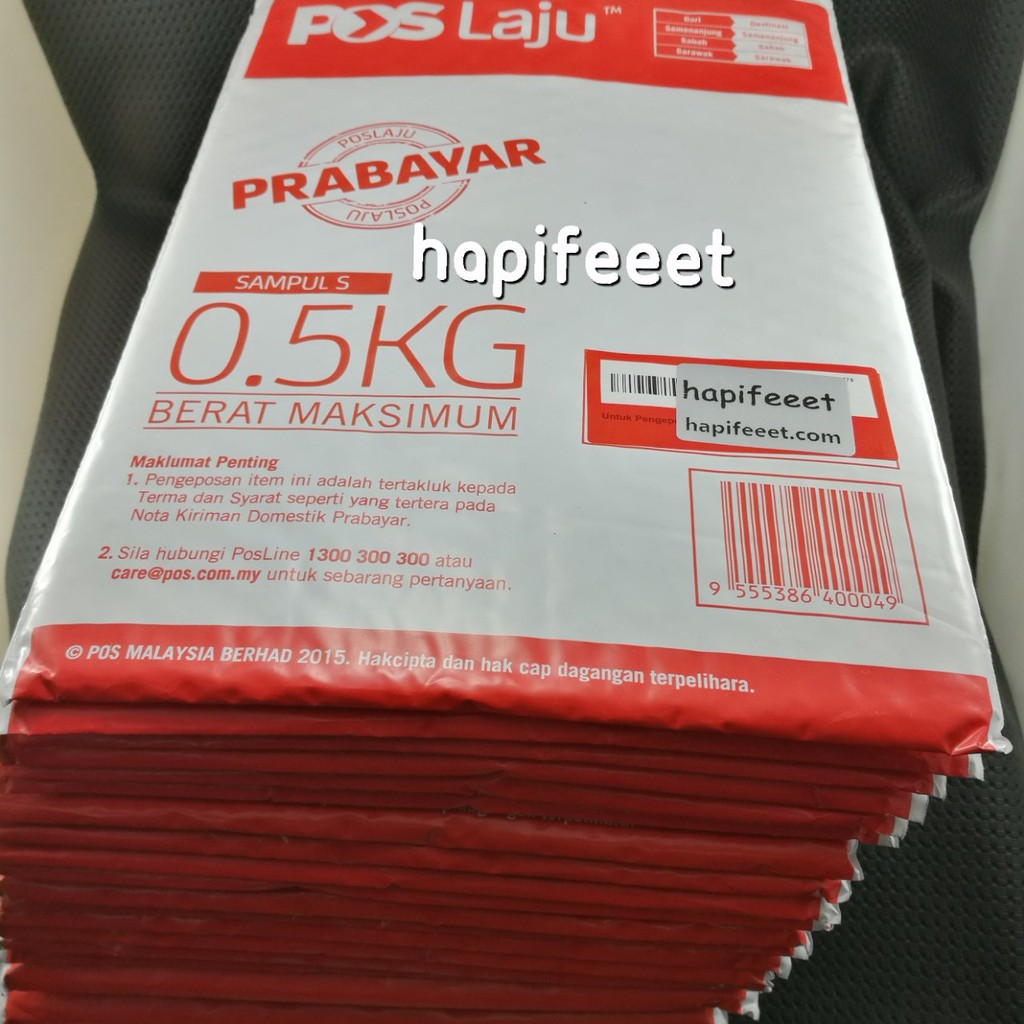 POS Laju™
Dari Destinasi
Semenanjung Semenanjung
Sabah Sabah
Sarawak Sarawak
POSLAJU
PRABAYAR
POSLAJU
hapifeeet
SAMPUL S
0.5KG
BERAT MAKSIMUM
hapifeeet
Untuk
hapifeeet.com
Maklumat Penting
1. Pengeposan item ini adalah tertakluk kepada
Terma dan Syarat seperti yang tertera pada
Nota Kiriman Domestik Prabayar.
2. Sila hubungi PosLine 1300 300 300 atau
care@pos.com.my untuk sebarang pertanyaan.
9 555386 400049
© POS MALAYSIA BERHAD 2015. Hakcipta dan hak cap dagangan terpelihara.